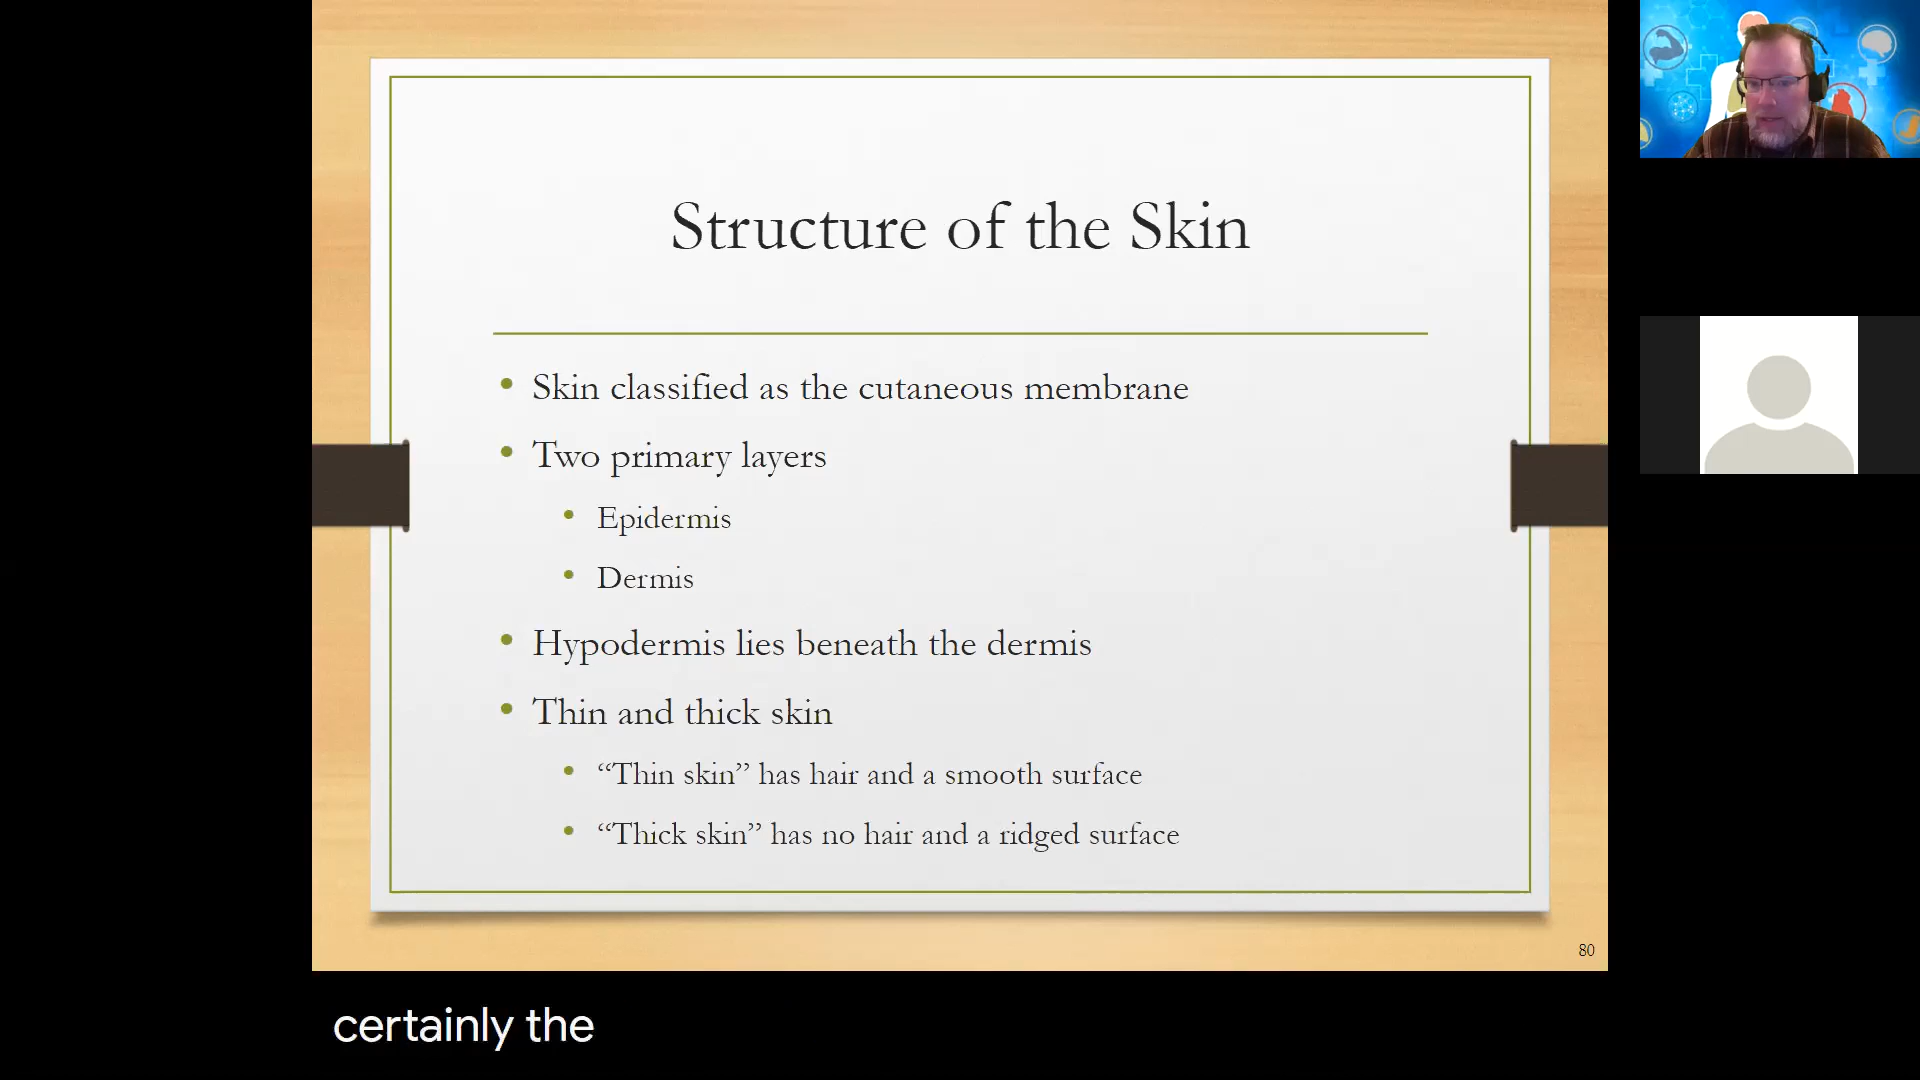 Structure of the Skin
• Skin classified as the cutaneous membrane
• Two primary layers
• Epidermis
• Dermis
• Hypodermis lies beneath the dermis
• Thin and thick skin
• “Thin skin” has hair and a smooth surface
• “Thick skin” has no hair and a ridged surface
80
certainly the